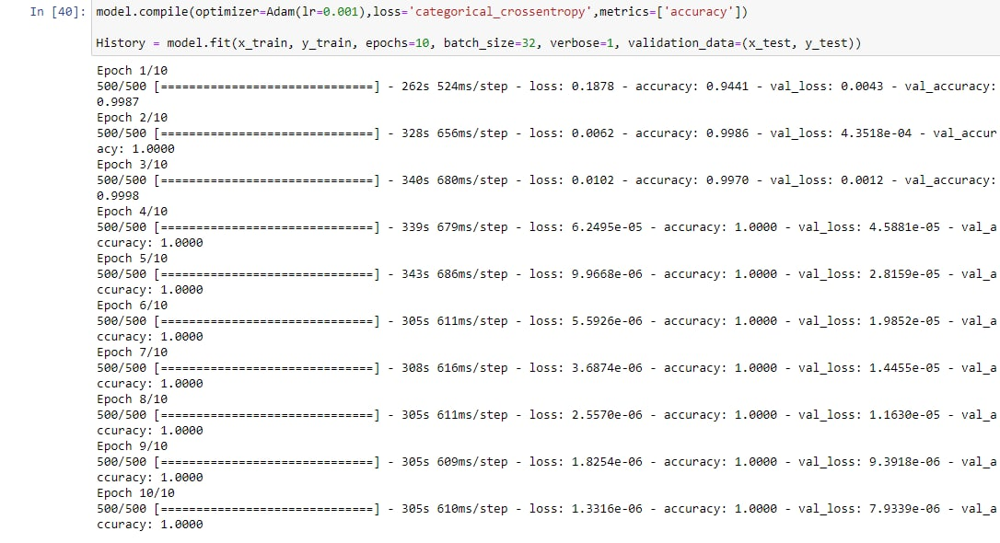 In [40]: model.compile(optimizer=Adam(lr=0.001),loss='categorical_crossentropy',metrics=['accuracy'])
History = model.fit(x_train, y_train, epochs=10, batch_size=32, verbose=1, validation_data=(x_test, y_test))
Epoch 1/10
500/500 [==============================] - 262s 524ms/step - loss: 0.1878 - accuracy: 0.9441 - val_loss: 0.0043 - val_accuracy:
0.9987
Epoch 2/10
500/500 [==============================] - 328s 656ms/step - loss: 0.0062 - accuracy: 0.9986 - val_loss: 4.3518e-04 - val_accur
acy: 1.0000
Epoch 3/10
500/500 [==============================] - 340s 680ms/step - loss: 0.0102 - accuracy: 0.9970 - val_loss: 0.0012 - val_accuracy:
0.9998
Epoch 4/10
500/500 [==============================] - 339s 679ms/step - loss: 6.2495e-05 - accuracy: 1.0000 - val_loss: 4.5881e-05 - val_a
ccuracy: 1.0000
Epoch 5/10
500/500 [==============================] - 343s 686ms/step - loss: 9.9668e-06 - accuracy: 1.0000 - val_loss: 2.8159e-05 - val_a
ccuracy: 1.0000
Epoch 6/10
500/500 [==============================] - 305s 611ms/step - loss: 5.5926e-06 - accuracy: 1.0000 - val_loss: 1.9852e-05 - val_a
ccuracy: 1.0000
Epoch 7/10
500/500 [==============================] - 308s 616ms/step - loss: 3.6874e-06 - accuracy: 1.0000 - val_loss: 1.4455e-05 - val_a
ccuracy: 1.0000
Epoch 8/10
500/500 [==============================] - 305s 611ms/step - loss: 2.5570e-06 - accuracy: 1.0000 - val_loss: 1.1630e-05 - val_a
ccuracy: 1.0000
Epoch 9/10
500/500 [==============================] - 305s 609ms/step - loss: 1.8254e-06 - accuracy: 1.0000 - val_loss: 9.3918e-06 - val_a
ccuracy: 1.0000
Epoch 10/10
500/500 [==============================] - 305s 610ms/step - loss: 1.3316e-06 - accuracy: 1.0000 - val_loss: 7.9339e-06 - val_a
ccuracy: 1.0000